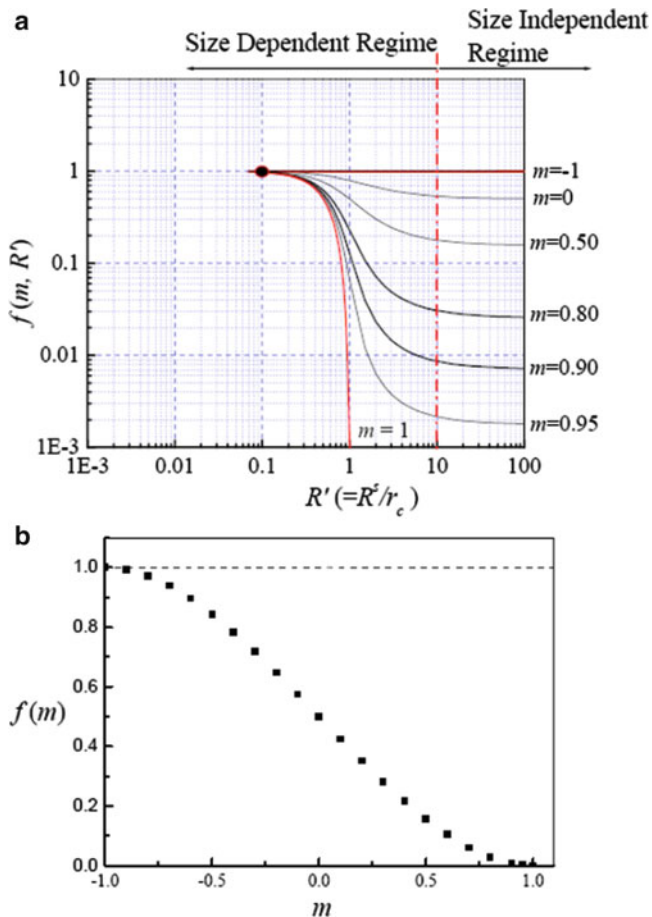 a
Size Dependent Regime
Size Independent
Regime
10
1
0.1
0.01
1E-3
f (m, R')
m=-1
m=0
m=0.50
m=0.80
m=0.90
m=0.95
m = 1
1E-3 0.01 0.1 1 10 100
R' (=R^s/r_c )
b
1.0
0.8
0.6
0.4
0.2
0.0
f (m)
-1.0 -0.5 0.0 0.5 1.0
m